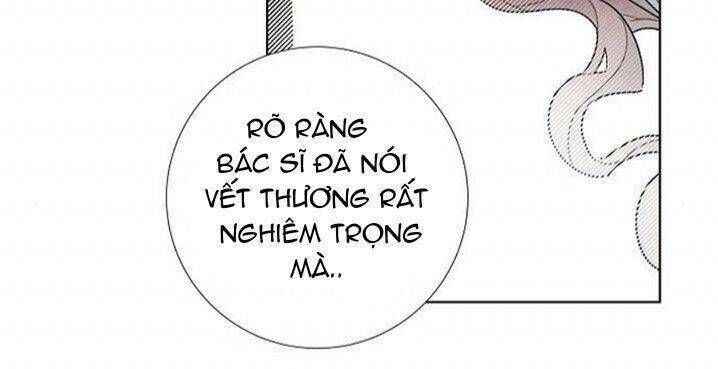 RÕ RÀNG
BÁC SĨ ĐÃ NÓI
VẾT THƯƠNG RẤT
NGHIÊM TRỌNG
MÀ..